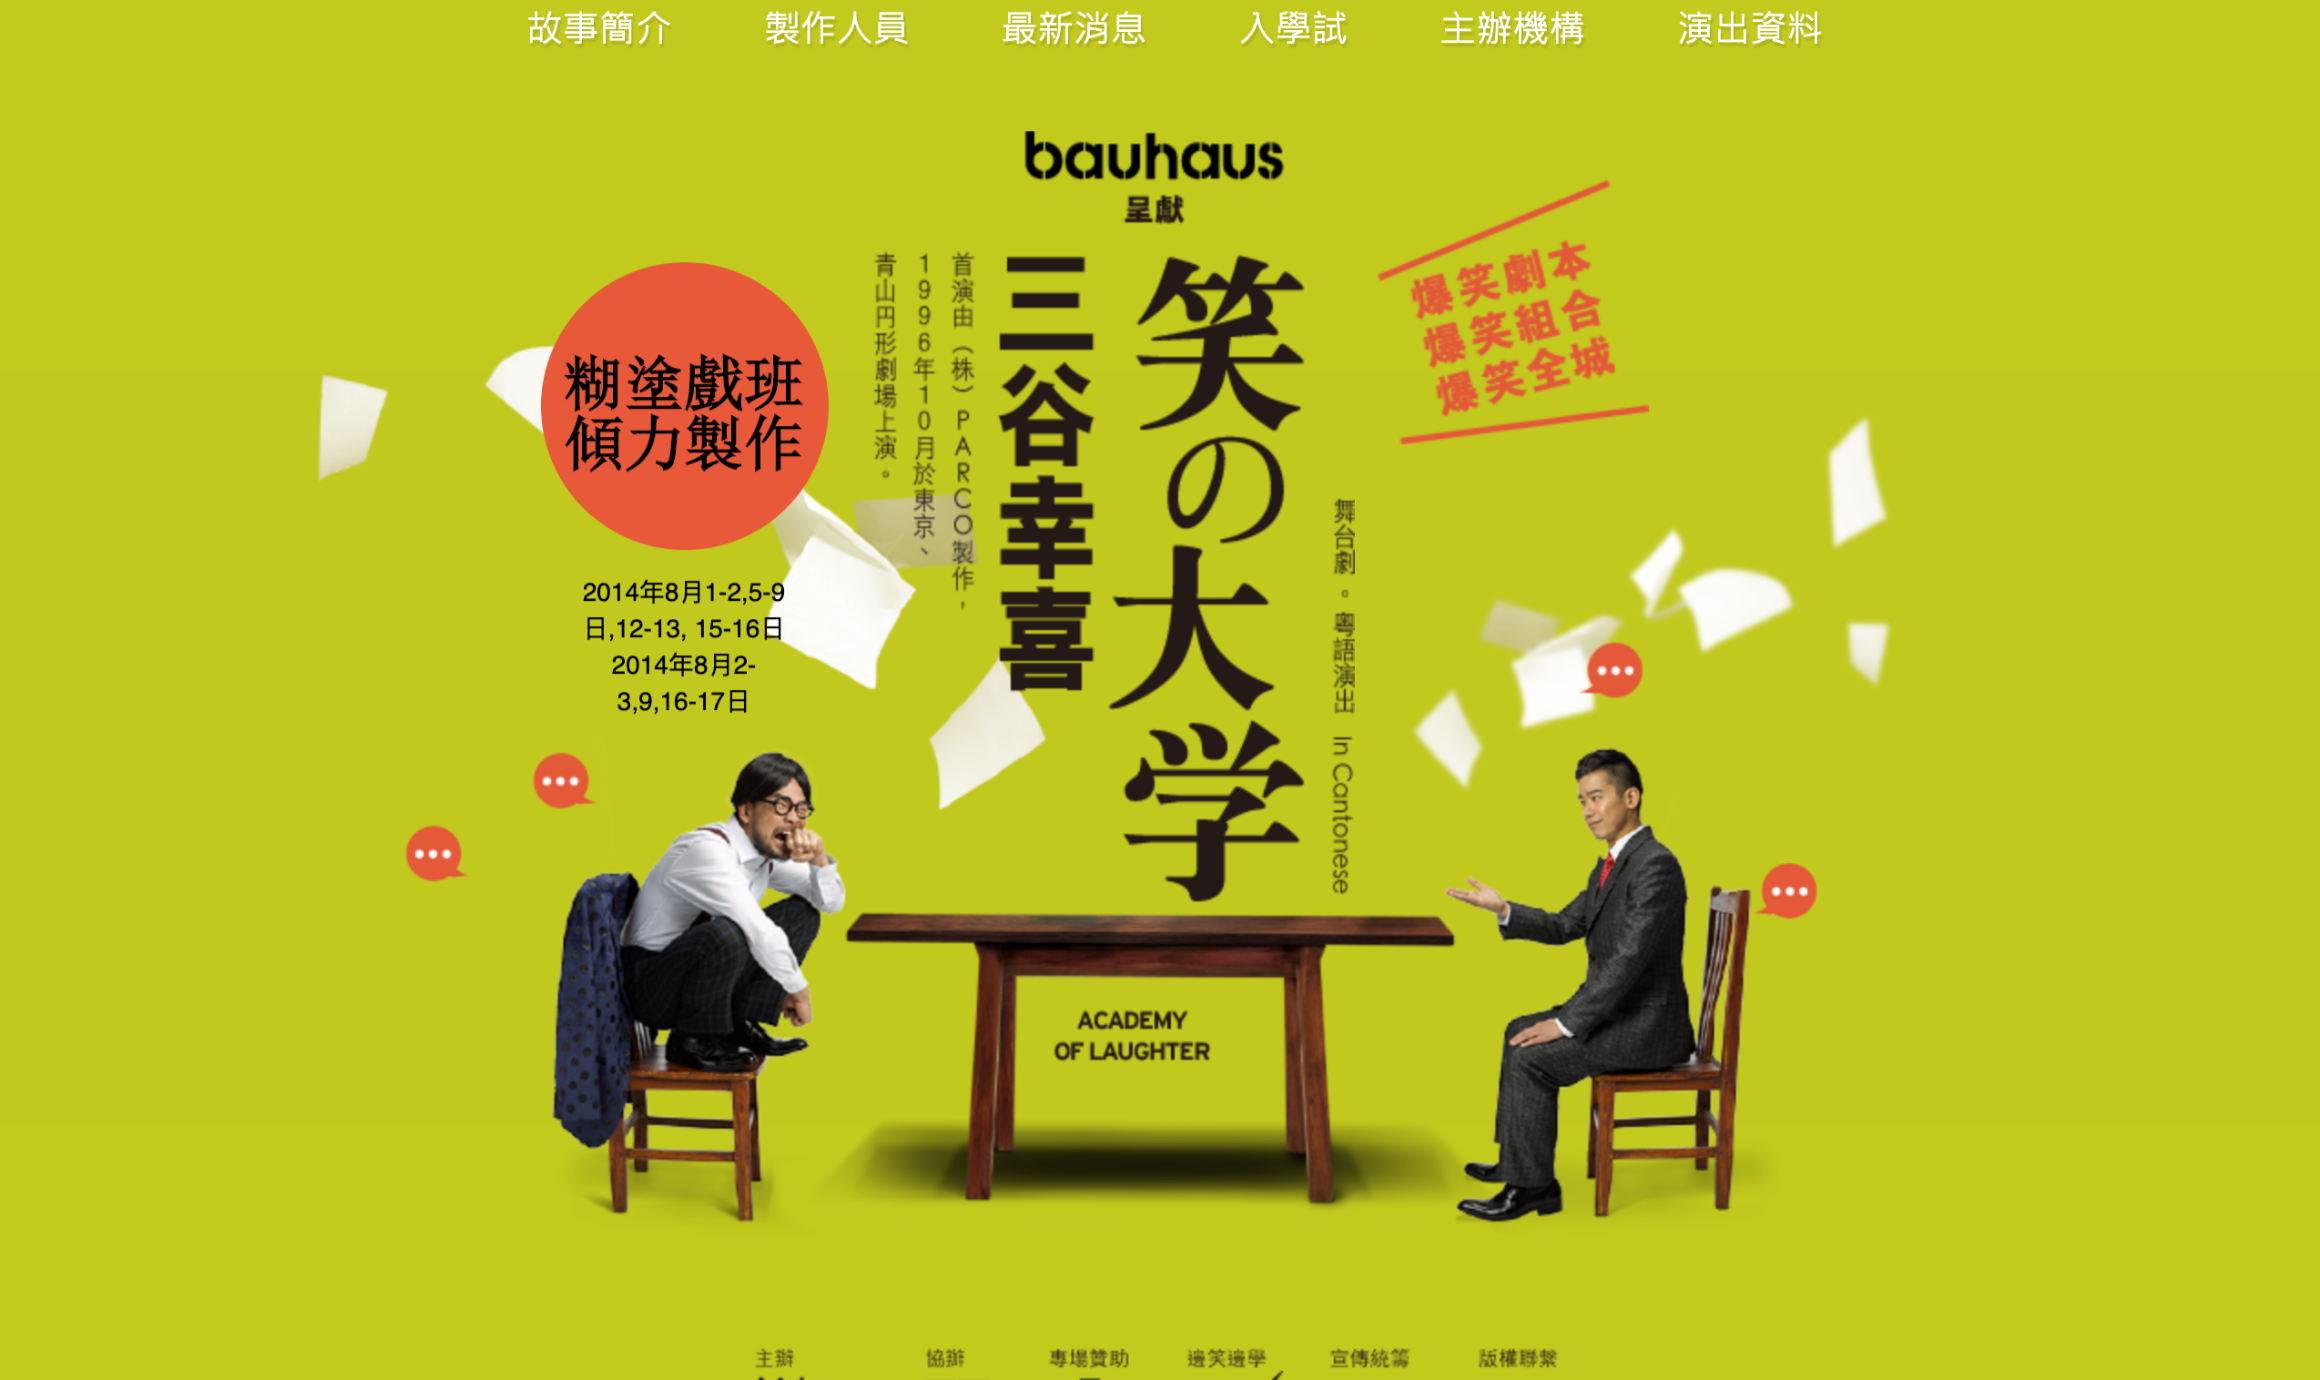 故事簡介
製作人員
最新消息
入學試
主辦機構
演出資料
bauhaus
呈獻
爆笑劇本
爆笑組合
爆笑全城
笑の大学
三谷幸喜
首演由（株）PARCO製作，
1996年10月於東京、
青山円形劇場上演。
舞台劇。粵語演出 In Cantonese
糊塗戲班
傾力製作
2014年8月1-2,5-9
日,12-13, 15-16日
2014年8月2-
3,9,16-17日
ACADEMY
OF LAUGHTER
主辦
協辦
專場贊助
邊笑邊學
宣傳統籌
版權聯繫